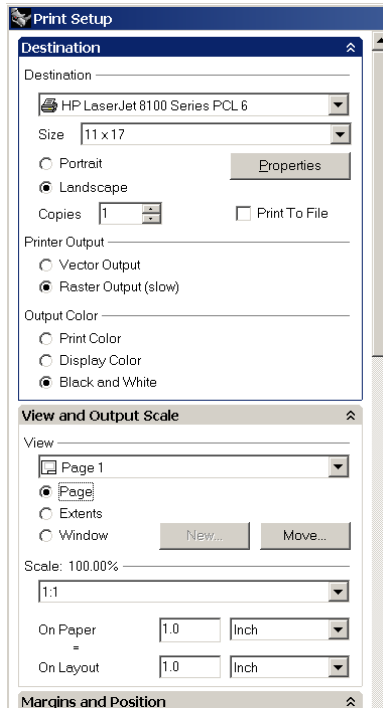 Print Setup
Destination
Destination
HP LaserJet 8100 Series PCL 6
Size 11 x 17
Portrait
Properties
Landscape
Copies 1 Print To File
Printer Output
Vector Output
Raster Output (slow)
Output Color
Print Color
Display Color
Black and White
View and Output Scale
View
Page 1
Page
Extents
Window New... Move...
Scale: 100.00%
1:1
On Paper 1.0 Inch
=
On Layout 1.0 Inch
Margins and Position